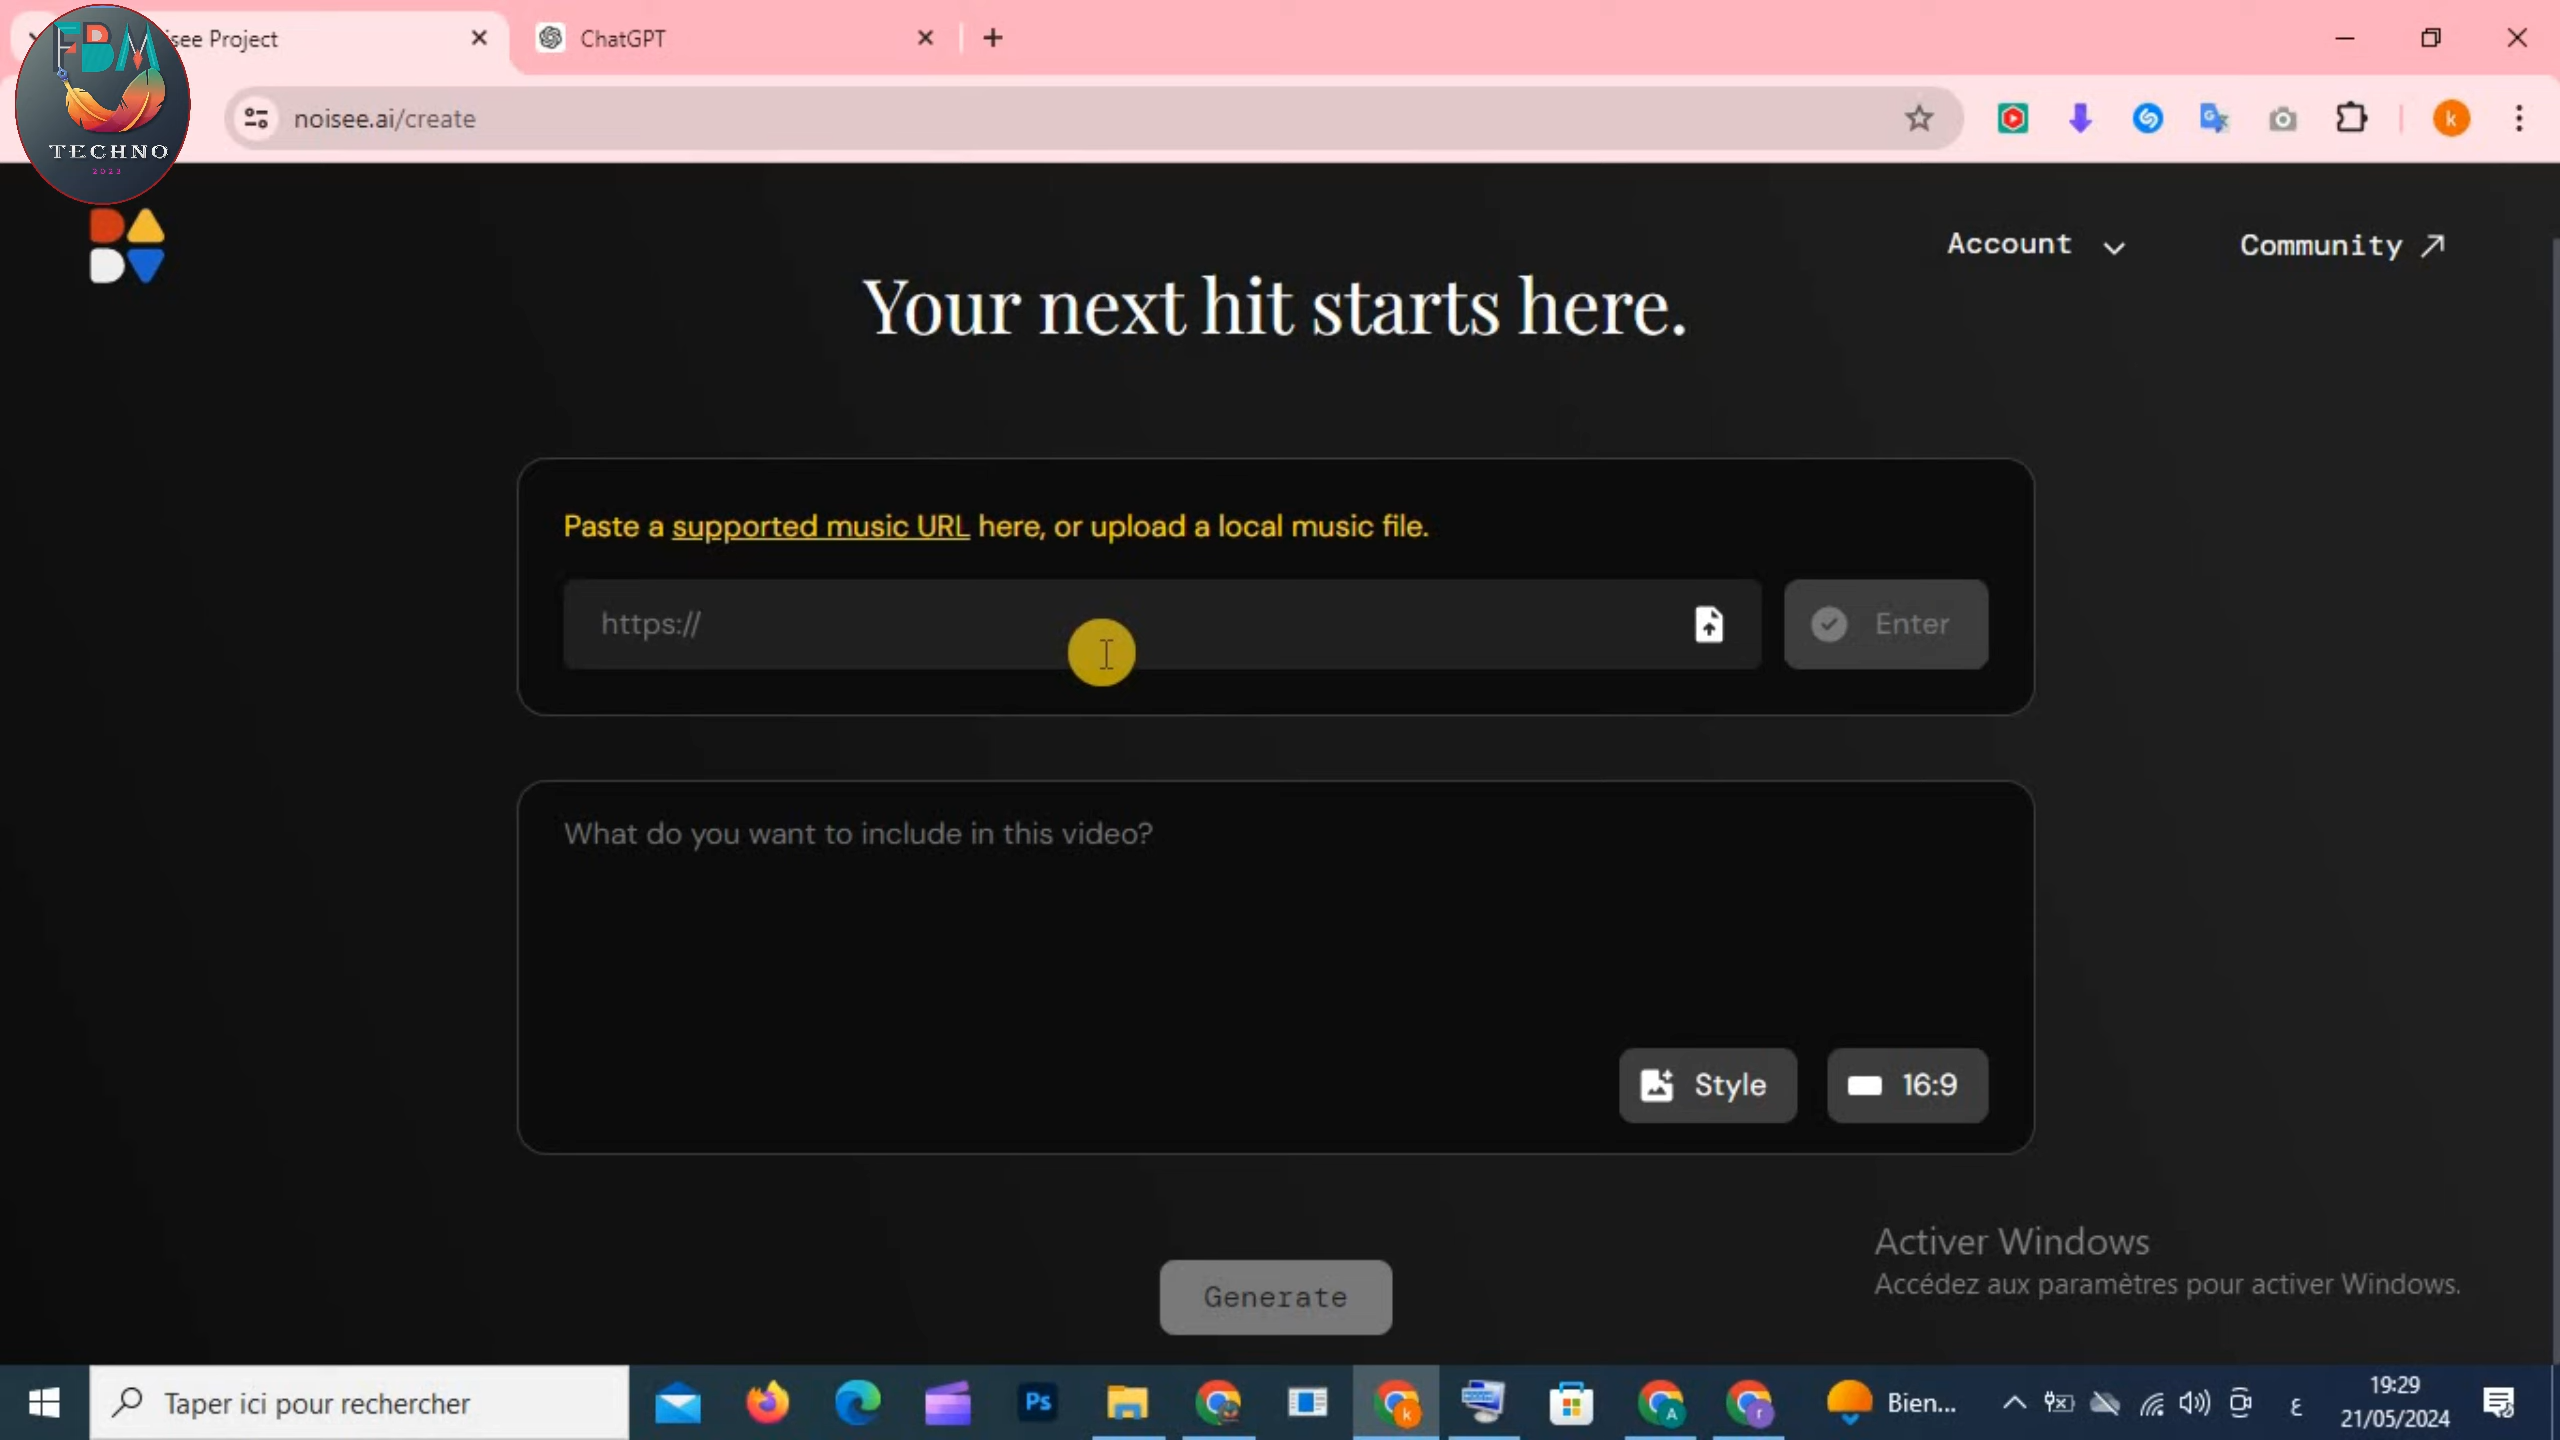 isee Project
ChatGPT
FBM
TECHNO
2023
noisee.ai/create
k
Account
Community
Your next hit starts here.
Paste a supported music URL here, or upload a local music file.
https://
Enter
What do you want to include in this video?
Style
16:9
Activer Windows
Accédez aux paramètres pour activer Windows.
Generate
Taper ici pour rechercher
Ps
k
A
r
Bien...
ع
19:29
21/05/2024